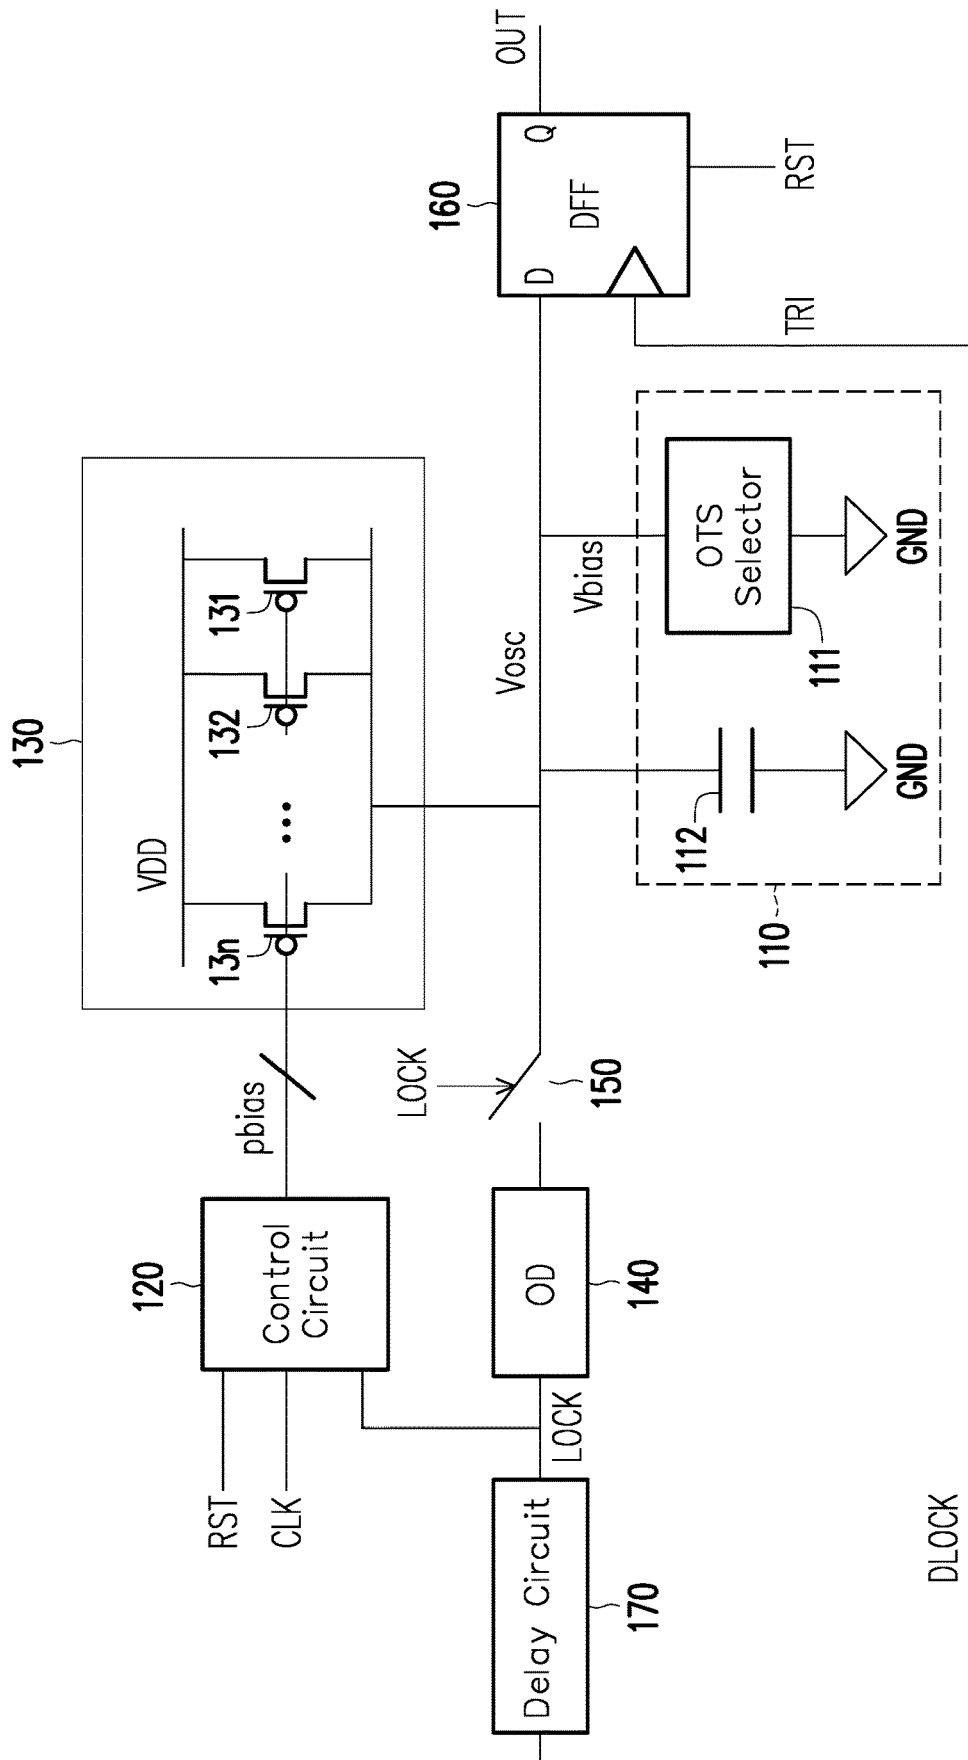 130
VDD
13n
132
131
...
120
Control
Circuit
RST
CLK
pbias
LOCK
150
Vosc
Vbias
160
D
Q
DFF
OUT
RST
TRI
Delay Circuit
170
LOCK
OD
140
110
112
GND
OTS
Selector
111
GND
DLOCK